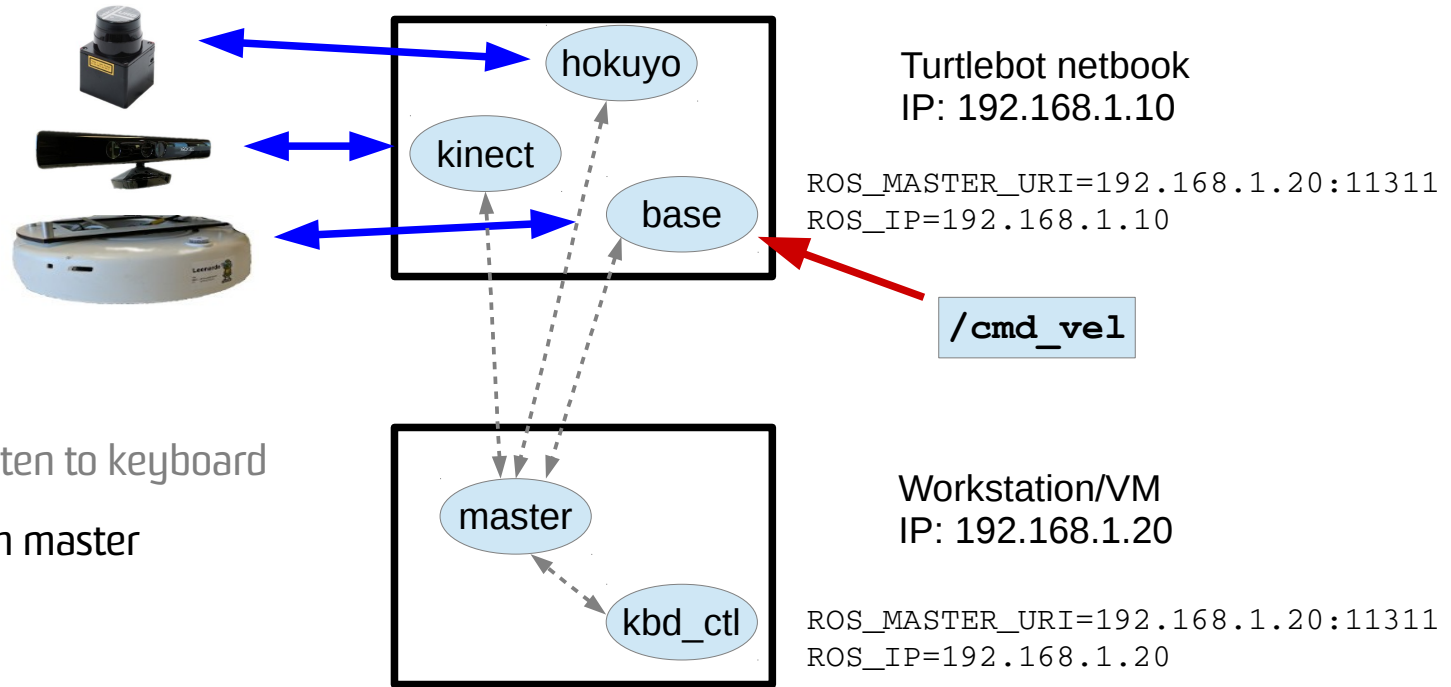 hokuyo
kinect
base
Turtlebot netbook
IP: 192.168.1.10
ROS_MASTER_URI=192.168.1.20:11311
ROS_IP=192.168.1.10
/cmd_vel
ten to keyboard
n master
master
kbd_ctl
Workstation/VM
IP: 192.168.1.20
ROS_MASTER_URI=192.168.1.20:11311
ROS_IP=192.168.1.20